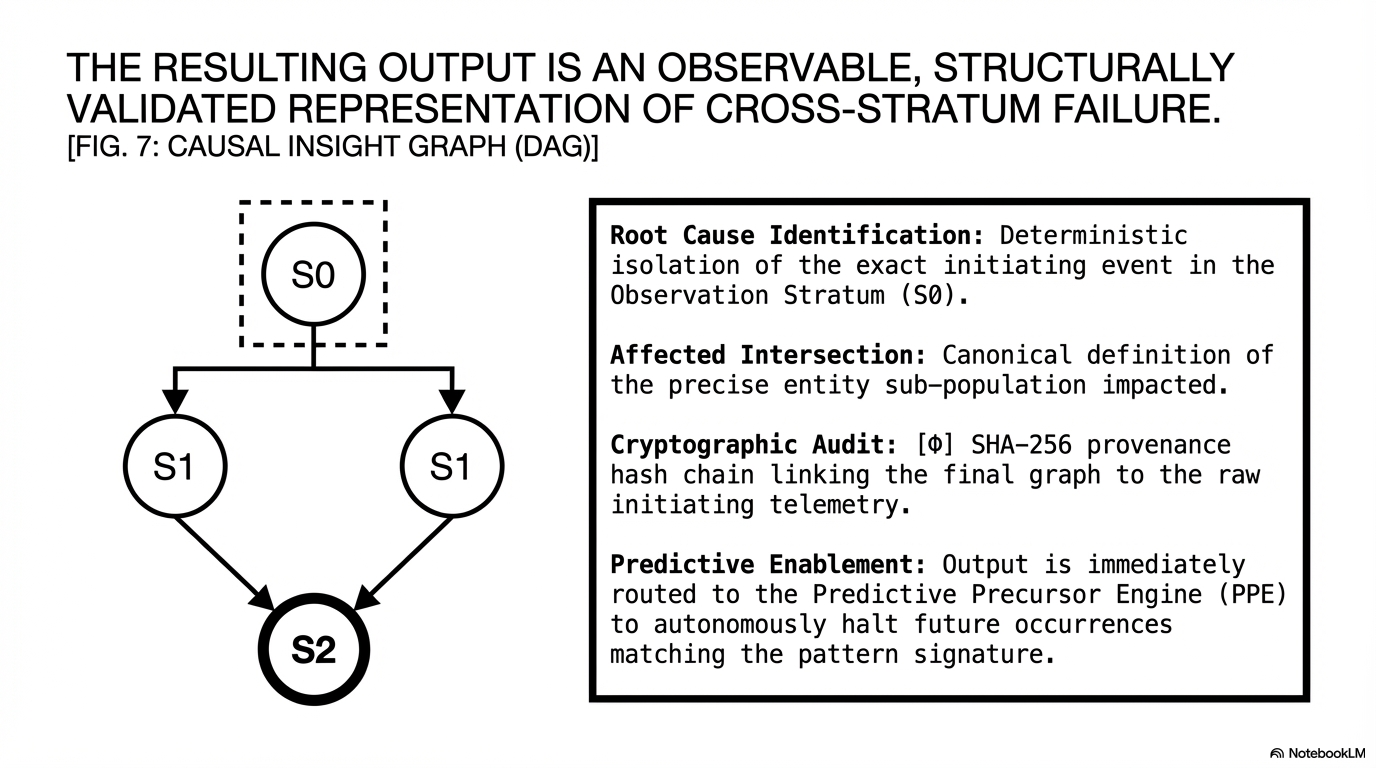 THE RESULTING OUTPUT IS AN OBSERVABLE, STRUCTURALLY
VALIDATED REPRESENTATION OF CROSS-STRATUM FAILURE.
[FIG. 7: CAUSAL INSIGHT GRAPH (DAG)]
S0
S1
S1
S2
Root Cause Identification: Deterministic
isolation of the exact initiating event in the
Observation Stratum (S0).
Affected Intersection: Canonical definition of
the precise entity sub-population impacted.
Cryptographic Audit: [Φ] SHA-256 provenance
hash chain linking the final graph to the raw
initiating telemetry.
Predictive Enablement: Output is immediately
routed to the Predictive Precursor Engine (PPE)
to autonomously halt future occurrences
matching the pattern signature.
NotebookLM